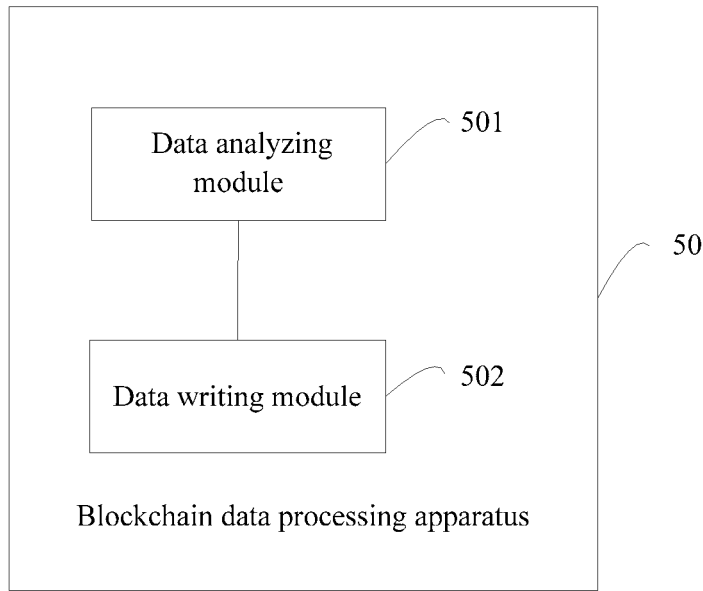 Data analyzing
module
501
50
Data writing module
502
Blockchain data processing apparatus